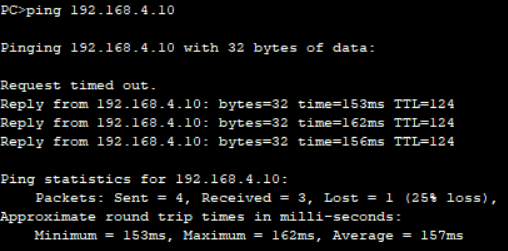 PC>ping 192.168.4.10
Pinging 192.168.4.10 with 32 bytes of data:
Request timed out.
Reply from 192.168.4.10: bytes=32 time=153ms TTL=124
Reply from 192.168.4.10: bytes=32 time=162ms TTL=124
Reply from 192.168.4.10: bytes=32 time=156ms TTL=124
Ping statistics for 192.168.4.10:
Packets: Sent = 4, Received = 3, Lost = 1 (25% loss),
Approximate round trip times in milli-seconds:
Minimum = 153ms, Maximum = 162ms, Average = 157ms